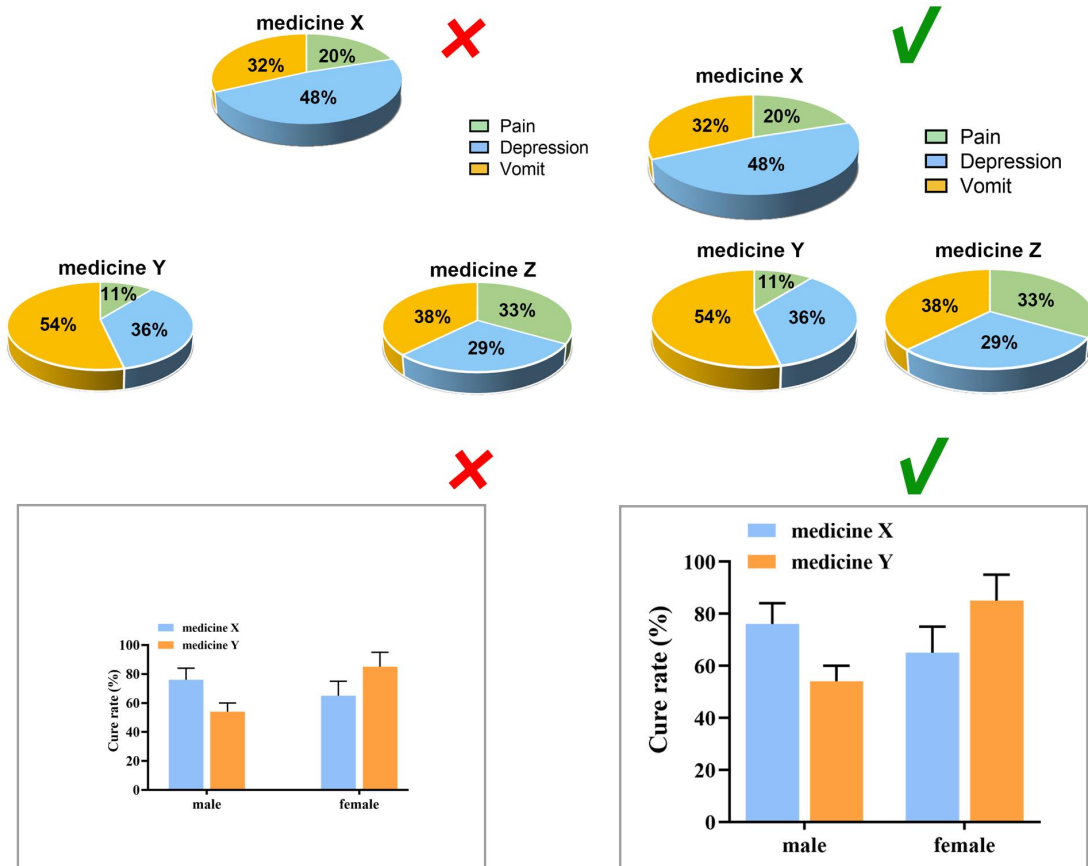 medicine X
32%
20%
48%
Pain
Depression
Vomit
medicine Y
11%
54%
36%
medicine Z
38%
33%
29%
medicine X
32%
20%
48%
Pain
Depression
Vomit
medicine Y
11%
54%
36%
medicine Z
38%
33%
29%
medicine X
medicine Y
Cure rate (%)
100
80
60
40
20
0
male
female
medicine X
medicine Y
Cure rate (%)
100
80
60
40
20
0
male
female